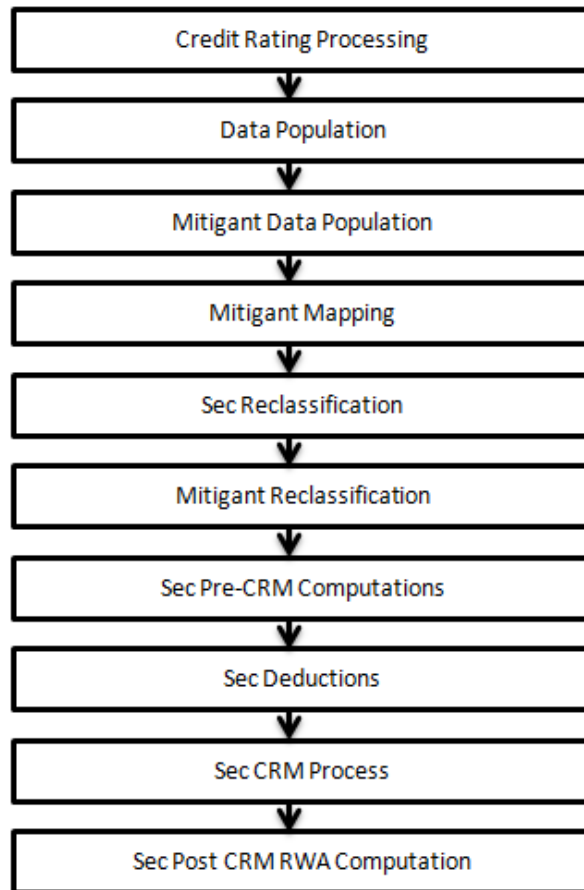 Credit Rating Processing
Data Population
Mitigant Data Population
Mitigant Mapping
Sec Reclassification
Mitigant Reclassification
Sec Pre-CRM Computations
Sec Deductions
Sec CRM Process
Sec Post CRM RWA Computation